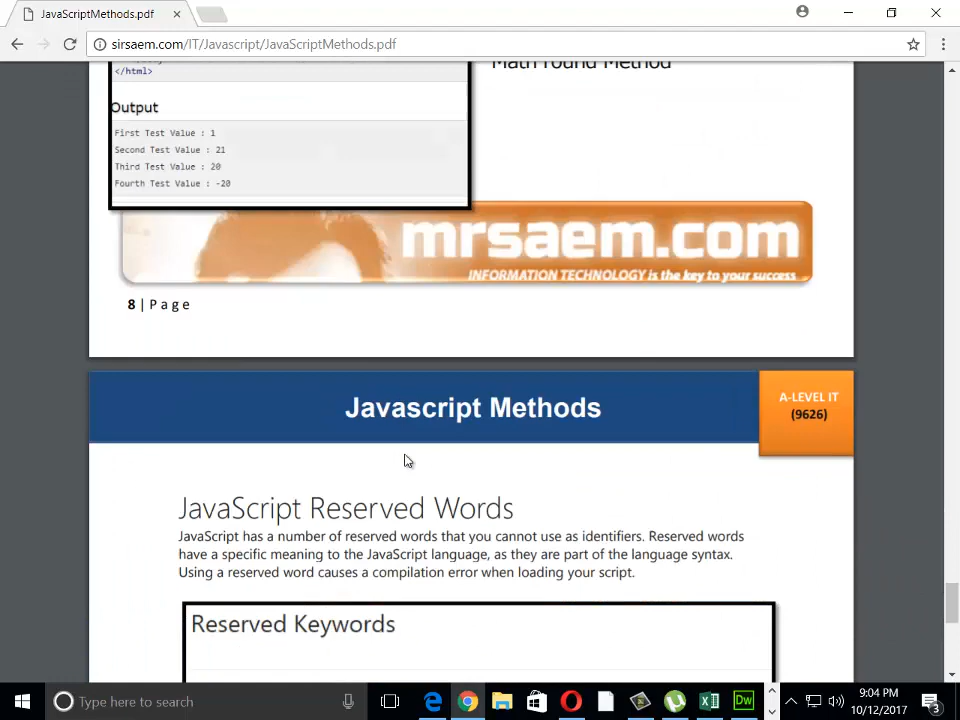 JavaScriptMethods.pdf
sirsaem.com/IT/Javascript/JavaScriptMethods.pdf
</html>
Math round Method
Output
First Test Value : 1
Second Test Value : 21
Third Test Value : 20
Fourth Test Value : -20
mrsaem.com
INFORMATION TECHNOLOGY is the key to your success
8 | P a g e
Javascript Methods
A-LEVEL IT
(9626)
JavaScript Reserved Words
JavaScript has a number of reserved words that you cannot use as identifiers. Reserved words
have a specific meaning to the JavaScript language, as they are part of the language syntax.
Using a reserved word causes a compilation error when loading your script.
Reserved Keywords
Type here to search
Dw
9:04 PM
10/12/2017
3